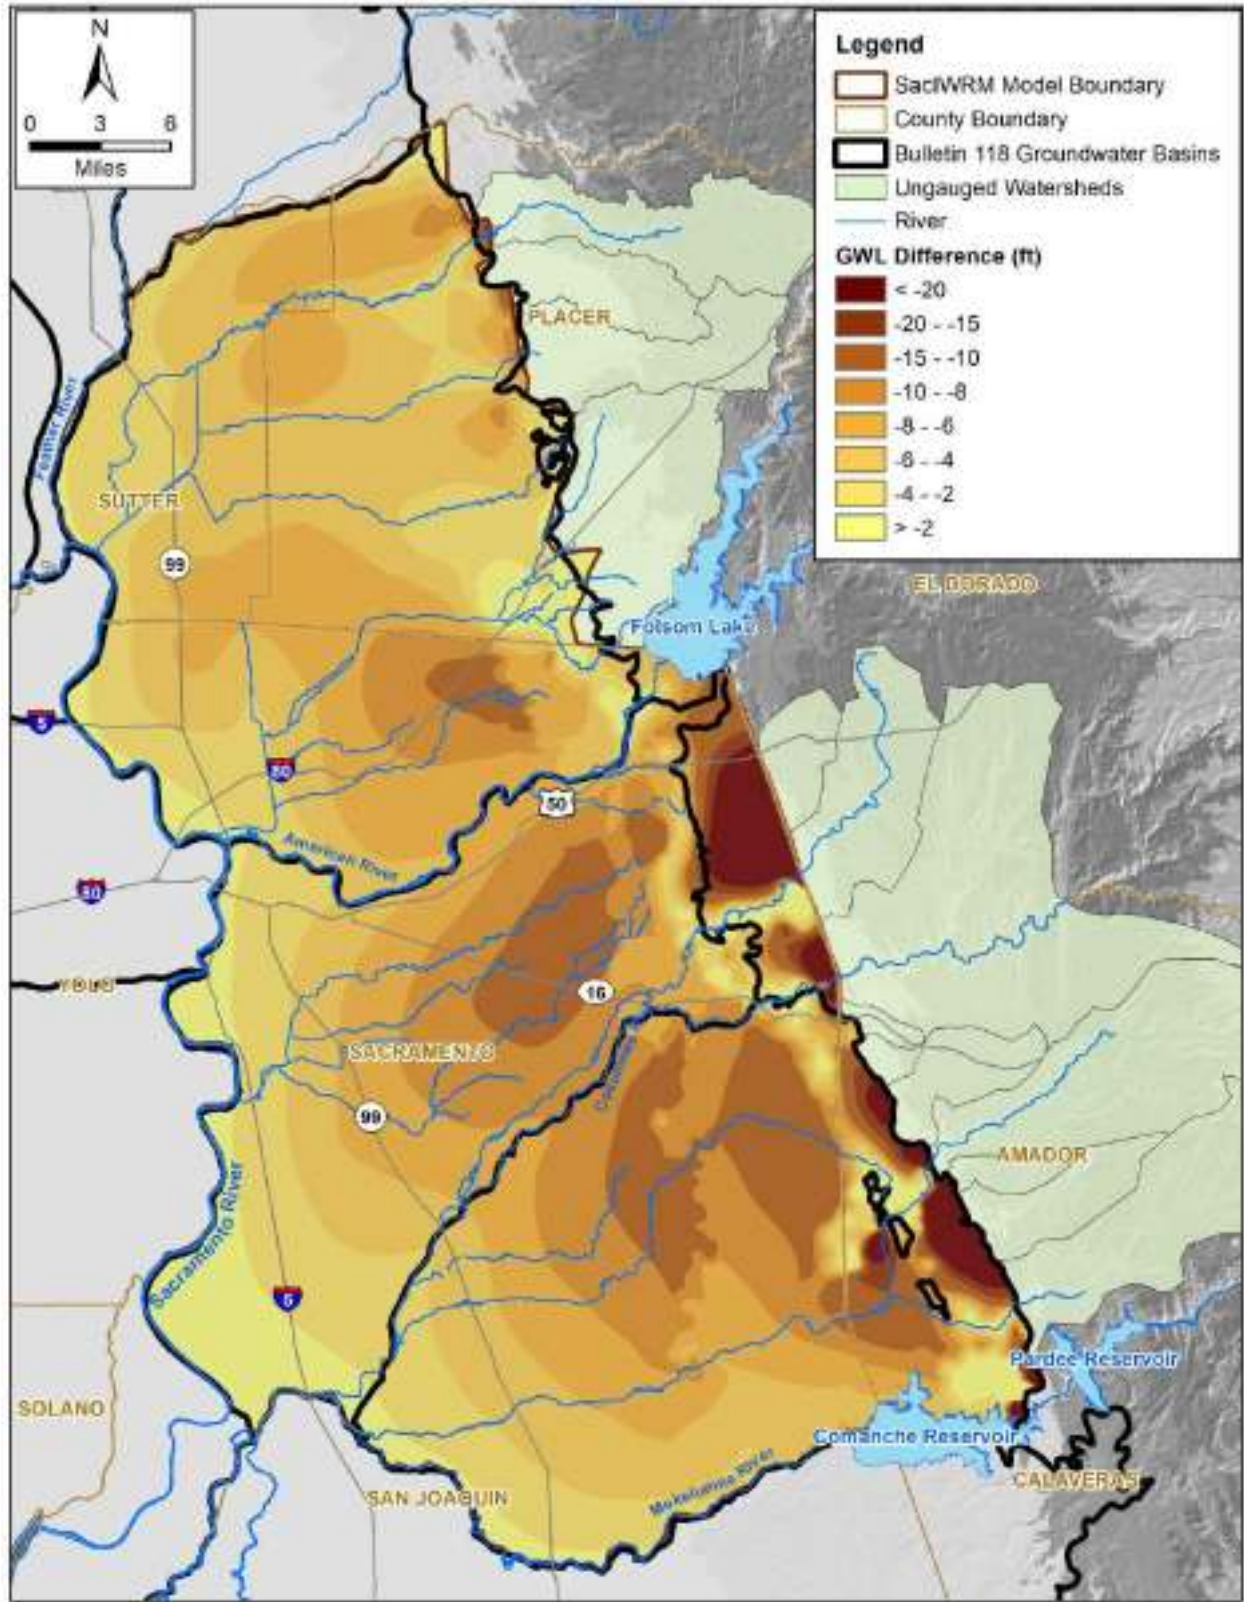 N
0 3 6
Miles
Legend
SacIWRM Model Boundary
County Boundary
Bulletin 118 Groundwater Basins
Ungauged Watersheds
River
GWL Difference (ft)
< -20
-20 - -15
-15 - -10
-10 - -8
-8 - -6
-6 - -4
-4 - -2
> -2
PLACER
Feather River
SUTTER
99
EL DORADO
Folsom Lake
5
80
50
American River
80
YOLO
16
SACRAMENTO
99
AMADOR
Sacramento River
5
Pardee Reservoir
SOLANO
Comanche Reservoir
CALAVERAS
Mokelumne River
SAN JOAQUIN